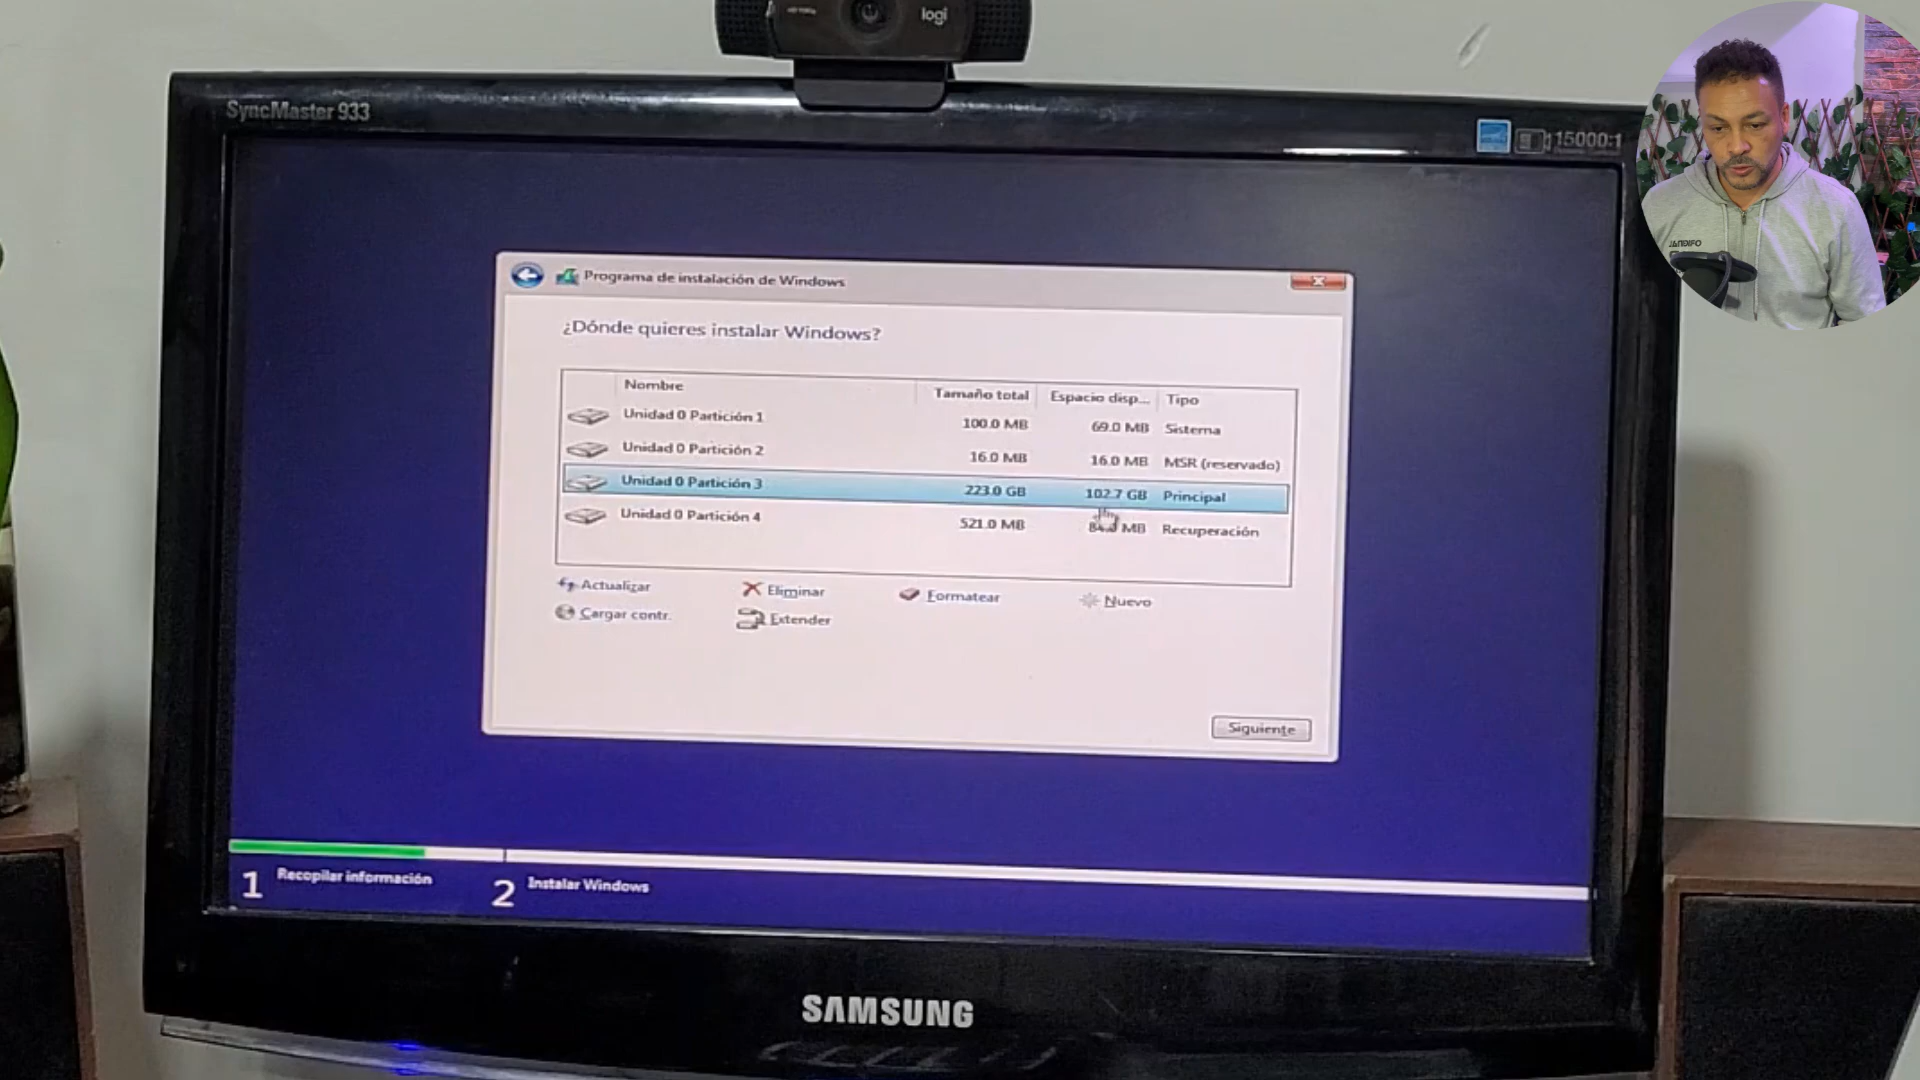 logi
SyncMaster 933
15000:1
JANDIFO
Programa de instalación de Windows
¿Dónde quieres instalar Windows?
Nombre Tamaño total Espacio disp... Tipo
Unidad 0 Partición 1 100.0 MB 69.0 MB Sistema
Unidad 0 Partición 2 16.0 MB 16.0 MB MSR (reservado)
Unidad 0 Partición 3 223.0 GB 102.7 GB Principal
Unidad 0 Partición 4 521.0 MB MB Recuperación
Actualizar Eliminar Formatear Nuevo
Cargar contr. Extender
Siguiente
1 Recopilar información 2 Instalar Windows
SAMSUNG